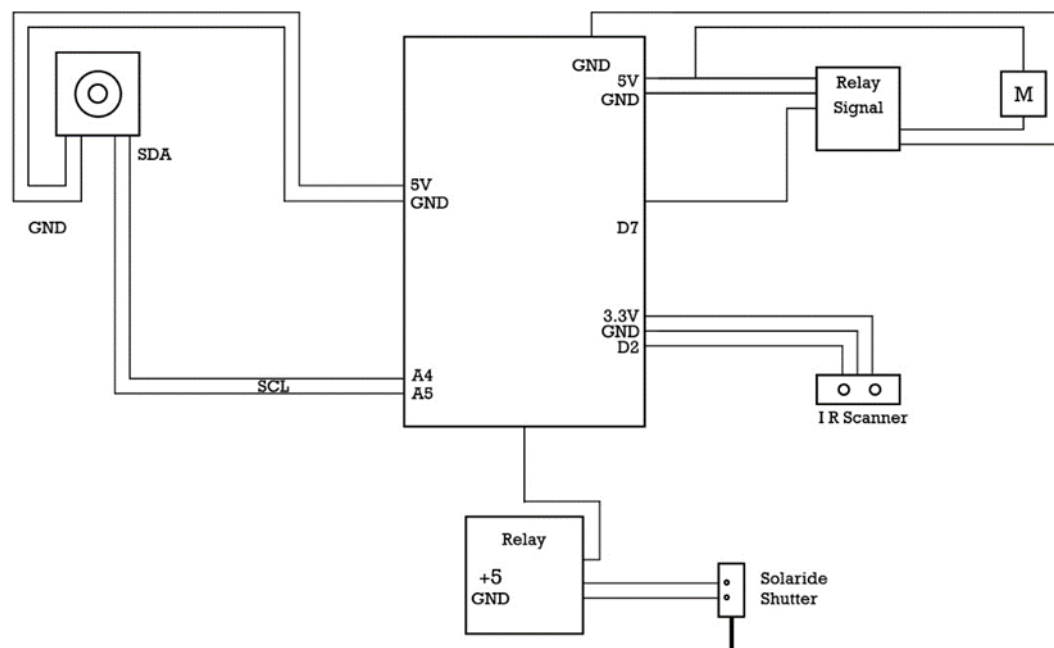 GND
5V
GND
Relay
Signal
M
SDA
5V
GND
GND
D7
3.3V
GND
D2
A4
SCL
A5
I R Scanner
Relay
+5
GND
Solaride
Shutter